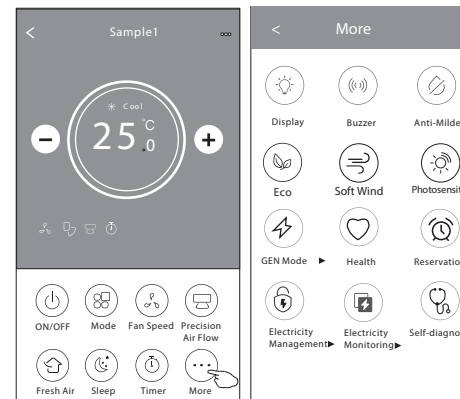 Sample1
Cool
25.0°C
ON/OFF Mode Fan Speed Precision
Air Flow
Fresh Air Sleep Timer More
More
Display Buzzer Anti-Milde
Eco Soft Wind Photosensit
GEN Mode Health Reservatio
Electricity Electricity Self-diagno
Management Monitoring